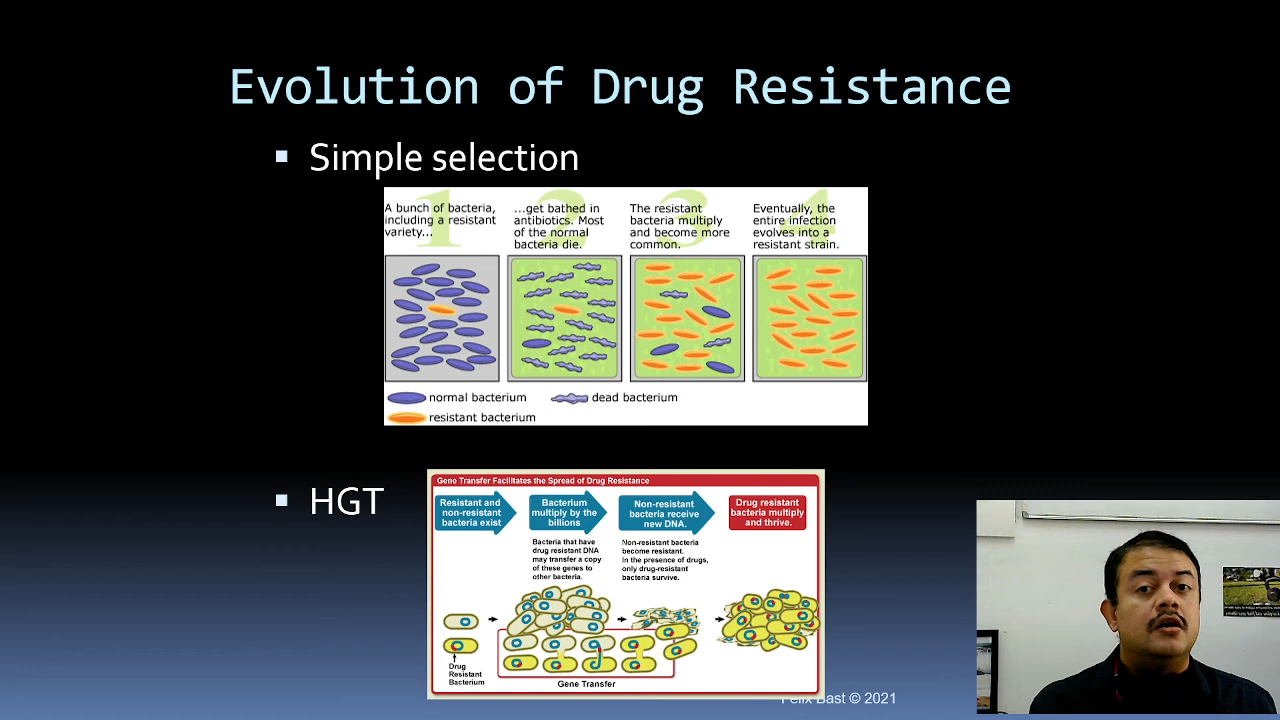 Evolution of Drug Resistance
▪ Simple selection
1
A bunch of bacteria,
including a resistant
variety...
2
...get bathed in
antibiotics. Most
of the normal
bacteria die.
3
The resistant
bacteria multiply
and become more
common.
4
Eventually, the
entire infection
evolves into a
resistant strain.
normal bacterium
dead bacterium
resistant bacterium
▪ HGT
Gene Transfer Facilitates the Spread of Drug Resistance
Resistant and
non-resistant
bacteria exist
Bacterium
multiply by the
billions
Non-resistant
bacteria receive
new DNA.
Drug resistant
bacteria multiply
and thrive.
Bacteria that have
drug resistant DNA
may transfer a copy
of these genes to
other bacteria.
Non-resistant bacteria
become resistant.
In the presence of drugs,
only drug-resistant
bacteria survive.
Drug
Resistant
Bacterium
Gene Transfer
Felix Bast © 2021